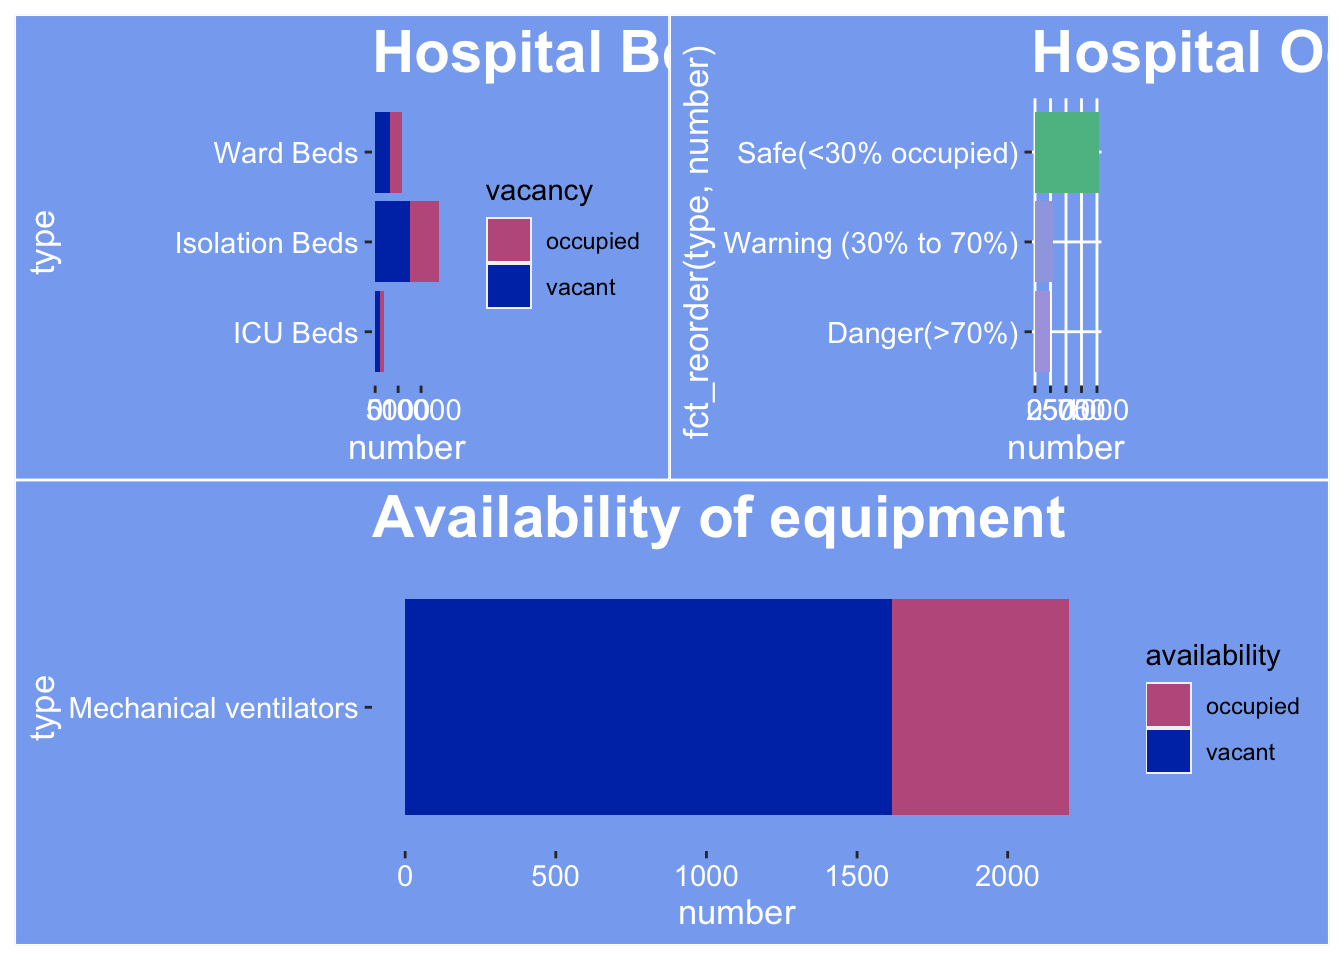 Hospital Be
type
Ward Beds
Isolation Beds
ICU Beds
vacancy
occupied
vacant
number
Hospital O
fct_reorder(type, number)
Safe(<30% occupied)
Warning (30% to 70%)
Danger(>70%)
number
Availability of equipment
type
Mechanical ventilators
availability
occupied
vacant
0 500 1000 1500 2000
number